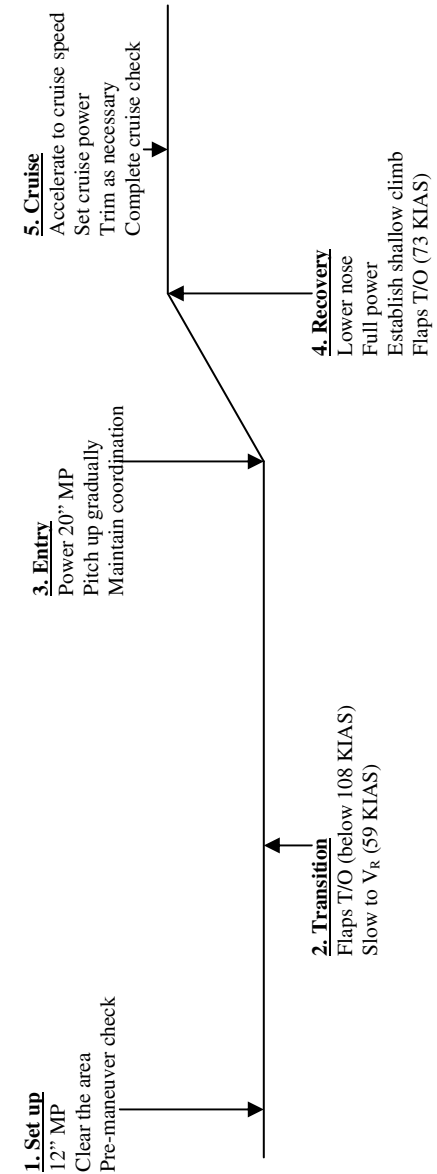 1. Set up
12” MP
Clear the area
Pre-maneuver check
2. Transition
Flaps T/O (below 108 KIAS)
Slow to VR (59 KIAS)
3. Entry
Power 20” MP
Pitch up gradually
Maintain coordination
4. Recovery
Lower nose
Full power
Establish shallow climb
Flaps T/O (73 KIAS)
5. Cruise
Accelerate to cruise speed
Set cruise power
Trim as necessary
Complete cruise check